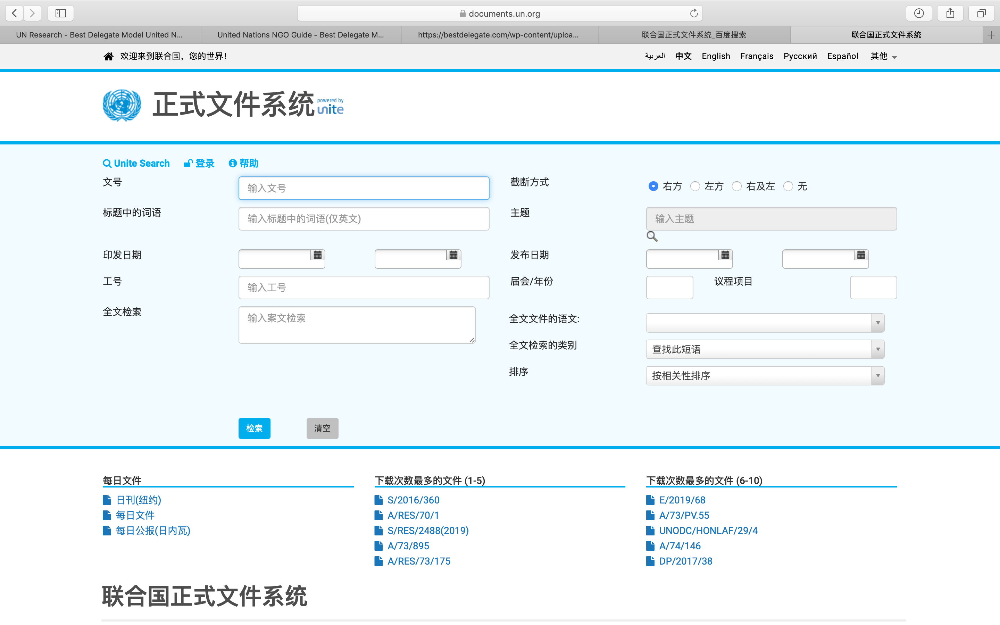 documents.un.org
UN Research - Best Delegate Model United N...
United Nations NGO Guide - Best Delegate M...
https://bestdelegate.com/wp-content/uploa...
联合国正式文件系统_百度搜索
联合国正式文件系统
欢迎来到联合国，您的世界！
العربية 中文 English Français Русский Español 其他
正式文件系统
powered by
unite
Unite Search 登录 帮助
文号
输入文号
截断方式
右方 左方 右及左 无
标题中的词语
输入标题中的词语(仅英文)
主题
输入主题
印发日期
发布日期
工号
输入工号
届会/年份
议程项目
全文检索
输入案文检索
全文文件的语文:
全文检索的类别
查找此短语
排序
按相关性排序
检索
清空
每日文件
日刊(纽约)
每日文件
每日公报(日内瓦)
下载次数最多的文件 (1-5)
S/2016/360
A/RES/70/1
S/RES/2488(2019)
A/73/895
A/RES/73/175
下载次数最多的文件 (6-10)
E/2019/68
A/73/PV.55
UNODC/HONLAF/29/4
A/74/146
DP/2017/38
联合国正式文件系统